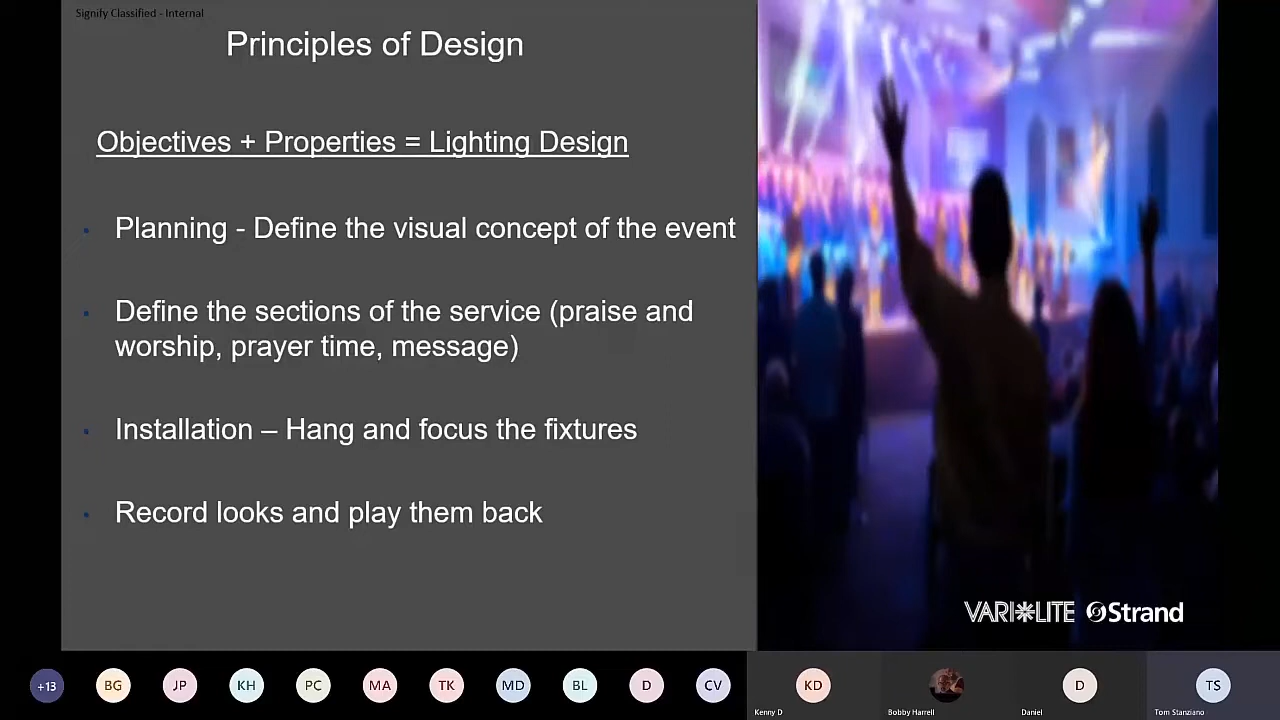 Signify Classified - Internal
Principles of Design
Objectives + Properties = Lighting Design
Planning - Define the visual concept of the event
Define the sections of the service (praise and
worship, prayer time, message)
Installation – Hang and focus the fixtures
Record looks and play them back
VARI*LITE Strand
+13 BG JP KH PC MA TK MD BL D CV KD D TS
Kenny D Bobby Harrell Daniel Tom Stanziano